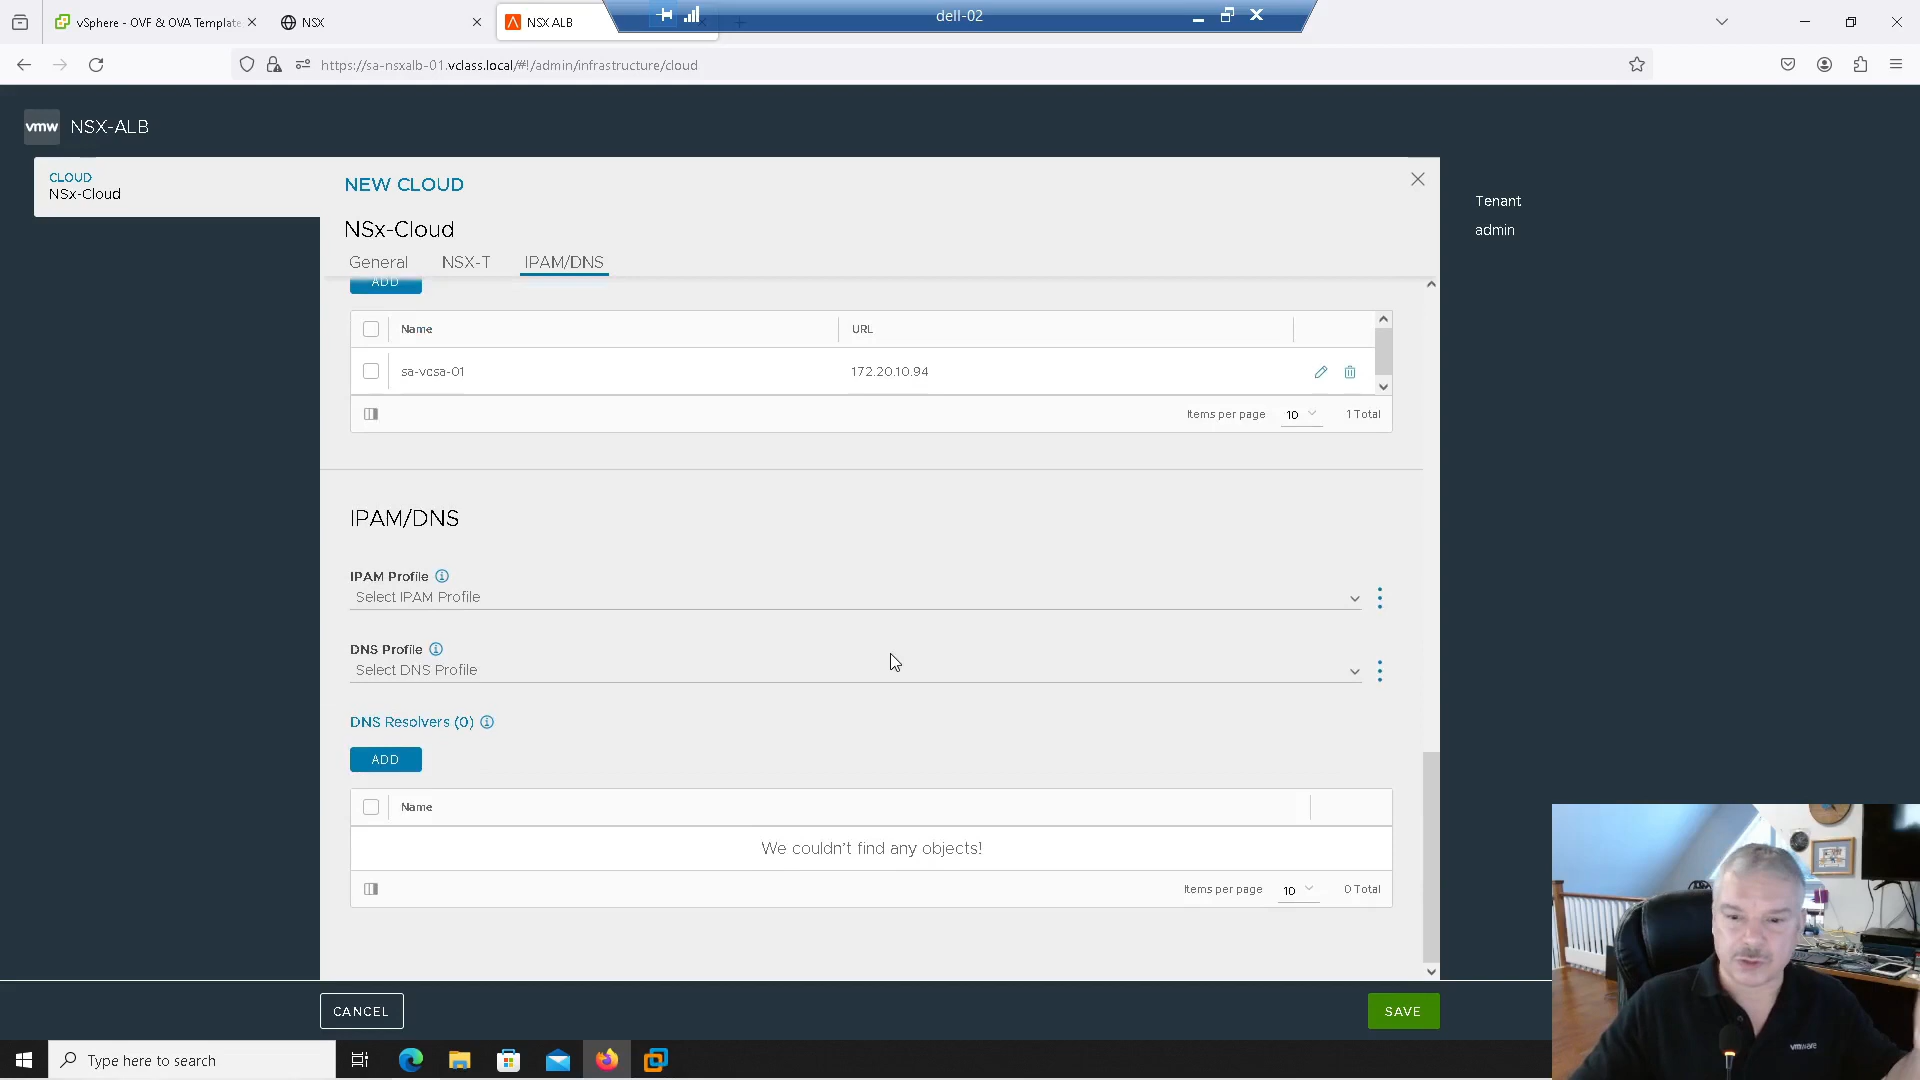 vSphere - OVF & OVA Template
NSX
NSX ALB
dell-02
https://sa-nsxalb-01.vclass.local/#!/admin/infrastructure/cloud
vmw NSX-ALB
CLOUD
NSx-Cloud
NEW CLOUD
NSx-Cloud
General NSX-T IPAM/DNS
Tenant
admin
ADD
Name URL
sa-vcsa-01 172.20.10.94
Items per page 10 1 Total
IPAM/DNS
IPAM Profile
Select IPAM Profile
DNS Profile
Select DNS Profile
DNS Resolvers (0)
ADD
Name
We couldn't find any objects!
Items per page 10 0 Total
CANCEL
SAVE
Type here to search
vmware